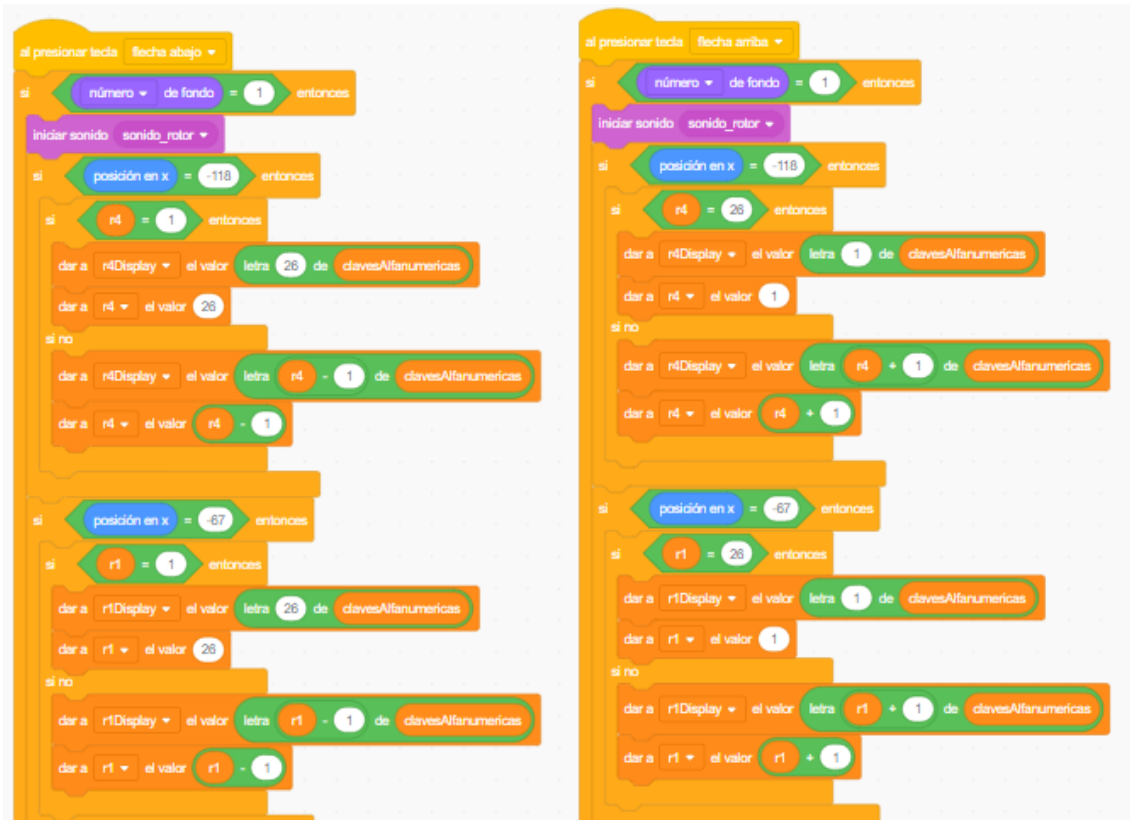 al presionar tecla flecha abajo
si número de fondo = 1 entonces
iniciar sonido sonido_rotor
si posición en x = -118 entonces
si r4 = 1 entonces
dar a r4Display el valor letra 26 de clavesAlfanumericas
dar a r4 el valor 26
si no
dar a r4Display el valor letra r4 - 1 de clavesAlfanumericas
dar a r4 el valor r4 - 1
si posición en x = -67 entonces
si r1 = 1 entonces
dar a r1Display el valor letra 26 de clavesAlfanumericas
dar a r1 el valor 26
si no
dar a r1Display el valor letra r1 - 1 de clavesAlfanumericas
dar a r1 el valor r1 - 1
al presionar tecla flecha arriba
si número de fondo = 1 entonces
iniciar sonido sonido_rotor
si posición en x = -118 entonces
si r4 = 26 entonces
dar a r4Display el valor letra 1 de clavesAlfanumericas
dar a r4 el valor 1
si no
dar a r4Display el valor letra r4 + 1 de clavesAlfanumericas
dar a r4 el valor r4 + 1
si posición en x = -67 entonces
si r1 = 26 entonces
dar a r1Display el valor letra 1 de clavesAlfanumericas
dar a r1 el valor 1
si no
dar a r1Display el valor letra r1 + 1 de clavesAlfanumericas
dar a r1 el valor r1 + 1